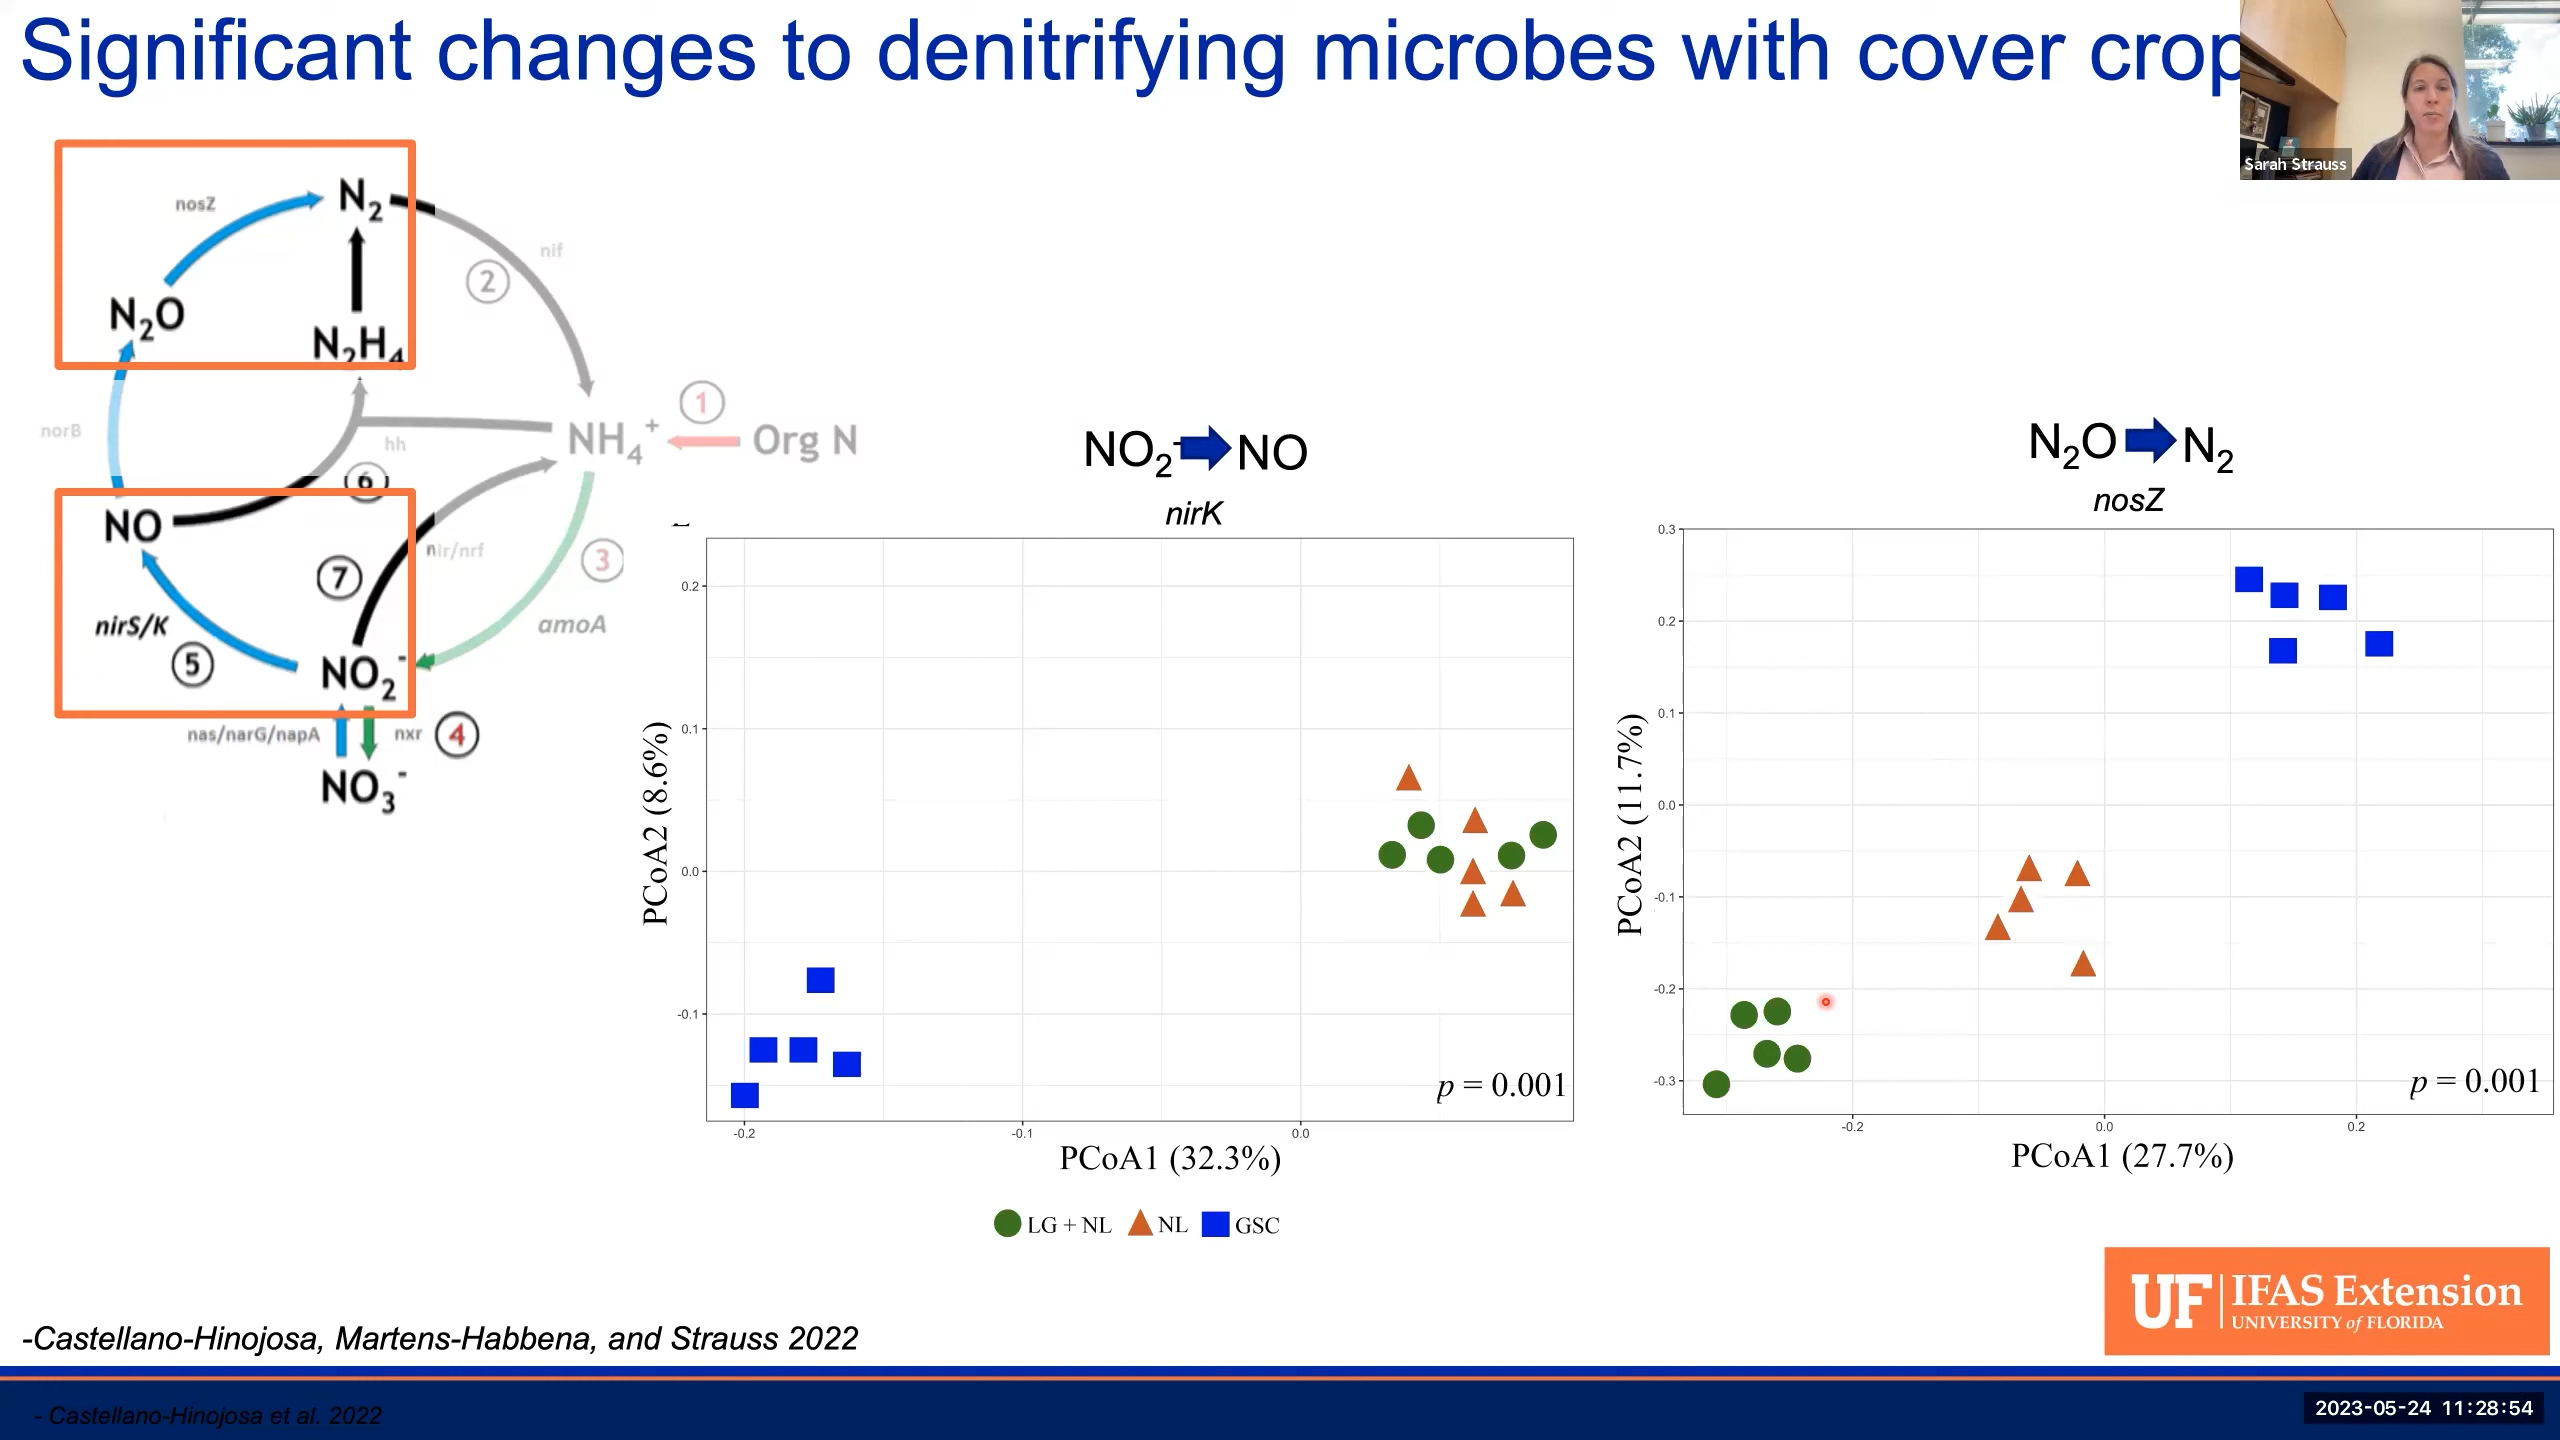 Significant changes to denitrifying microbes with cover crop
Sarah Strauss
nosZ
N2
nif
2
N2O
N2H4
norB
hh
NH4+
1
Org N
6
NO
7
nir/nrf
3
nirS/K
5
amoA
NO2-
nas/narG/napA
nxr
4
NO3-
NO2- NO
nirK
0.2
0.1
0.0
-0.1
PCoA2 (8.6%)
p = 0.001
-0.2
-0.1
0.0
PCoA1 (32.3%)
N2O N2
nosZ
0.3
0.2
0.1
0.0
-0.1
-0.2
-0.3
PCoA2 (11.7%)
p = 0.001
-0.2
0.0
0.2
PCoA1 (27.7%)
LG + NL NL GSC
UF IFAS Extension
UNIVERSITY of FLORIDA
-Castellano-Hinojosa, Martens-Habbena, and Strauss 2022
- Castellano-Hinojosa et al. 2022
2023-05-24 11:28:54